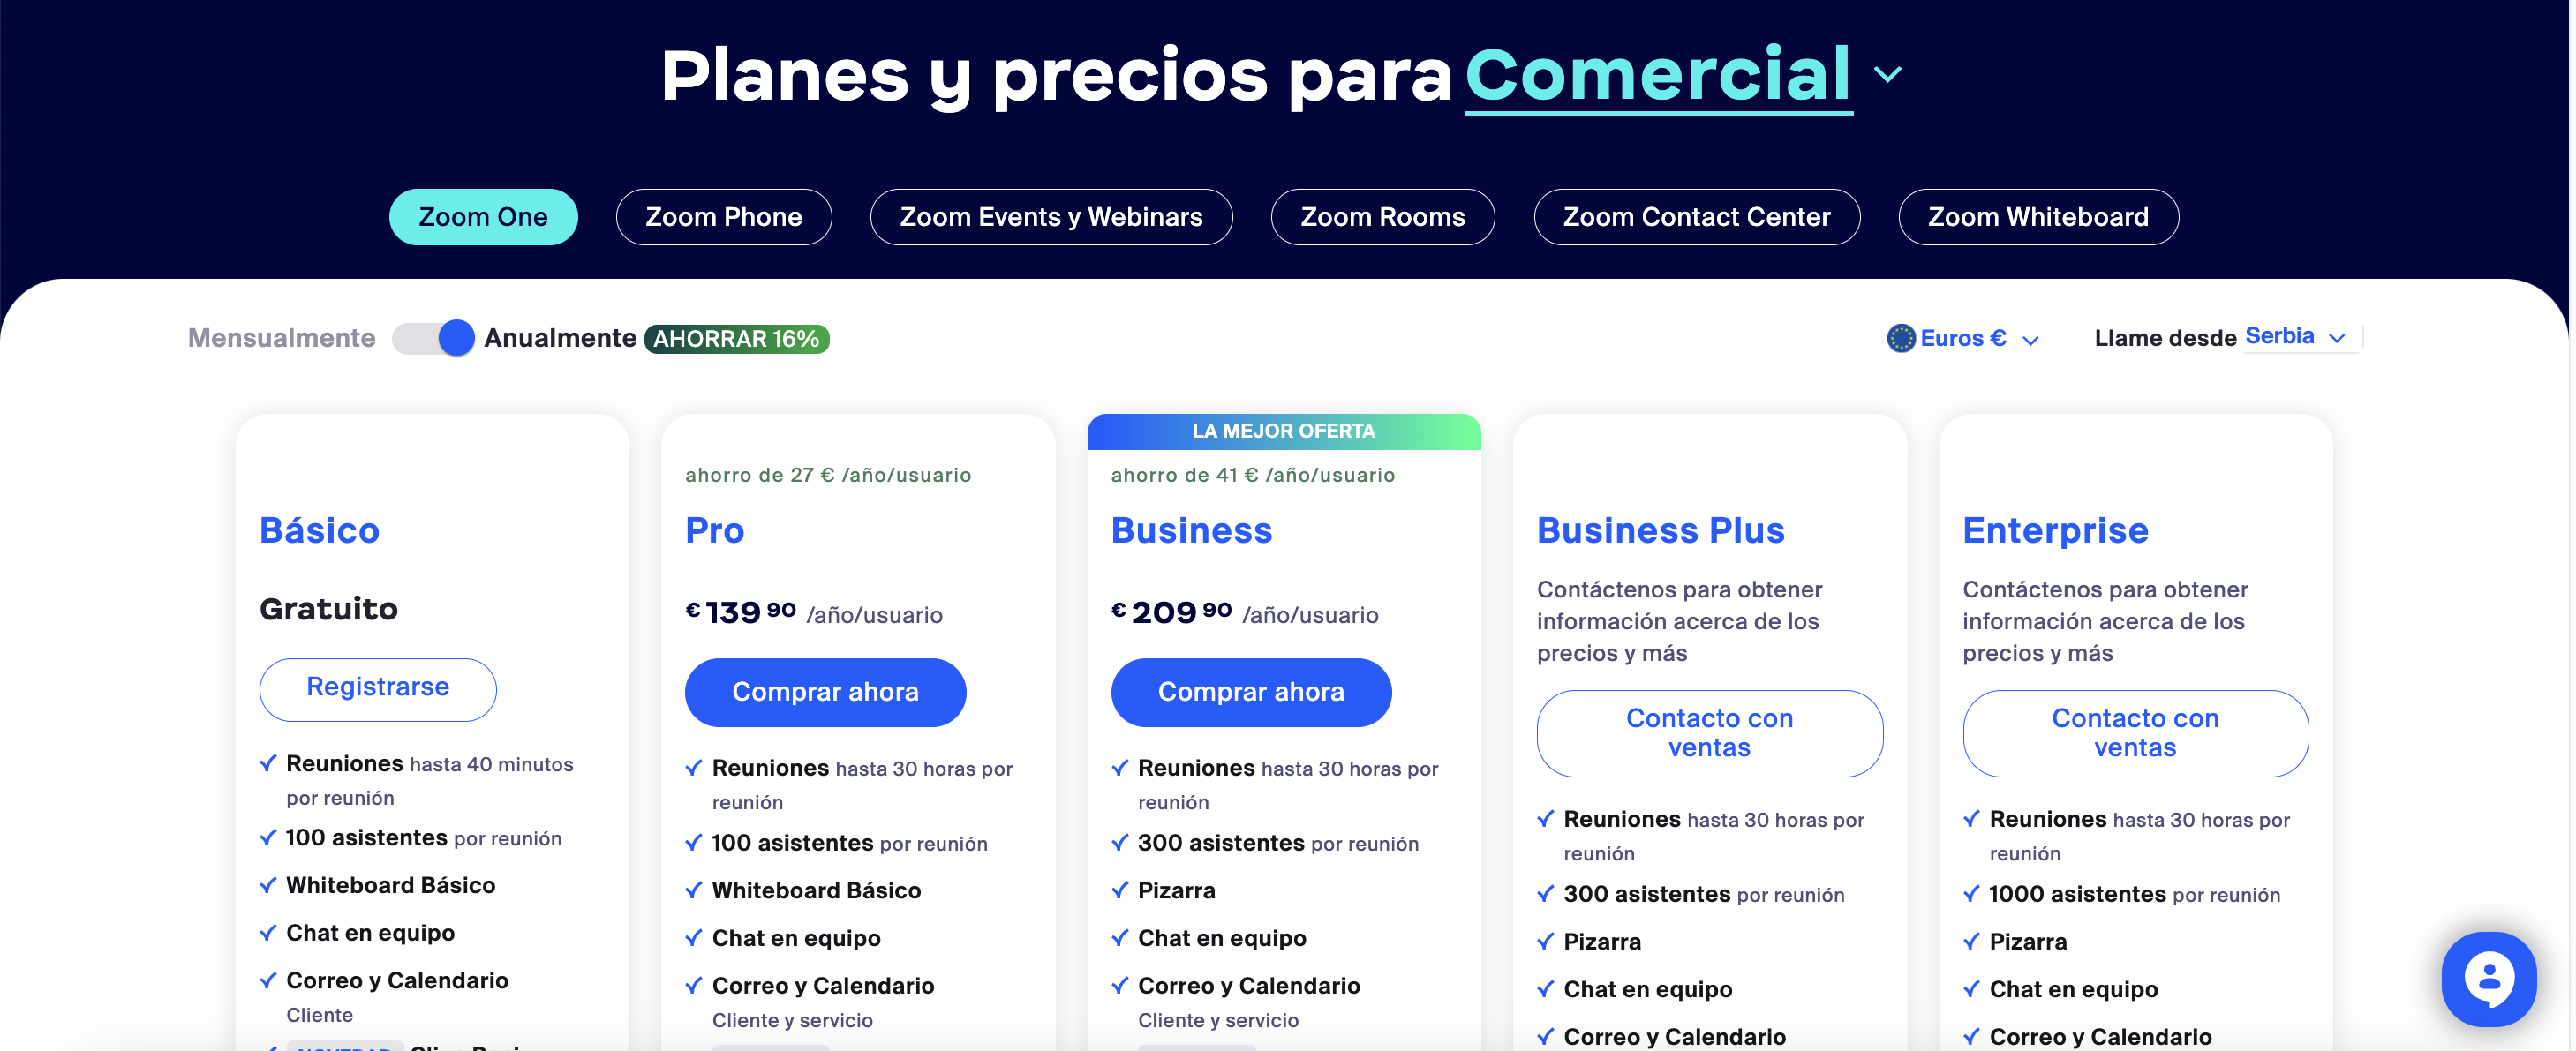 Planes y precios para Comercial
Zoom One
Zoom Phone
Zoom Events y Webinars
Zoom Rooms
Zoom Contact Center
Zoom Whiteboard
Mensualmente
Anualmente
AHORRAR 16%
Euros €
Llame desde Serbia
Básico
Gratuito
Registrarse
Reuniones hasta 40 minutos
por reunión
100 asistentes por reunión
Whiteboard Básico
Chat en equipo
Correo y Calendario
Cliente
NOVEDAD
ahorro de 27 € /año/usuario
Pro
€ 139 90 /año/usuario
Comprar ahora
Reuniones hasta 30 horas por
reunión
100 asistentes por reunión
Whiteboard Básico
Chat en equipo
Correo y Calendario
Cliente y servicio
LA MEJOR OFERTA
ahorro de 41 € /año/usuario
Business
€ 209 90 /año/usuario
Comprar ahora
Reuniones hasta 30 horas por
reunión
300 asistentes por reunión
Pizarra
Chat en equipo
Correo y Calendario
Cliente y servicio
Business Plus
Contáctenos para obtener
información acerca de los
precios y más
Contacto con
ventas
Reuniones hasta 30 horas por
reunión
300 asistentes por reunión
Pizarra
Chat en equipo
Correo y Calendario
Enterprise
Contáctenos para obtener
información acerca de los
precios y más
Contacto con
ventas
Reuniones hasta 30 horas por
reunión
1000 asistentes por reunión
Pizarra
Chat en equipo
Correo y Calendario